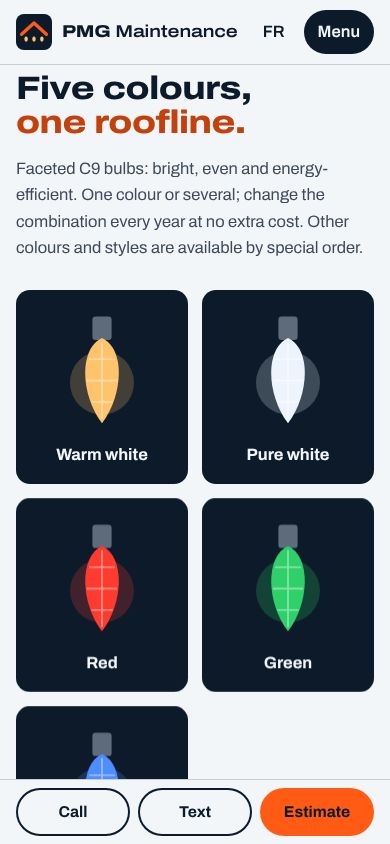 PMG Maintenance FR Menu
Five colours,
one roofline.
Faceted C9 bulbs: bright, even and energy-
efficient. One colour or several; change the
combination every year at no extra cost. Other
colours and styles are available by special order.
Warm white Pure white
Red Green
Call Text Estimate